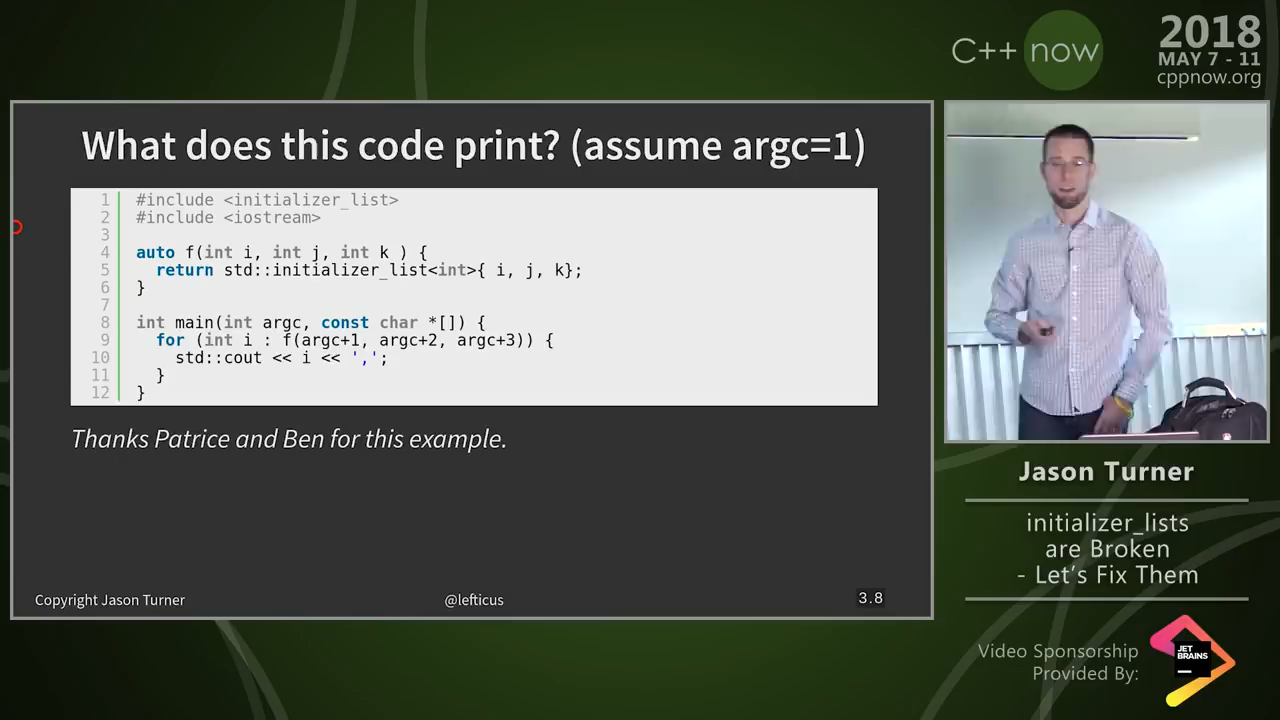 C++ now
2018
MAY 7 - 11
cppnow.org
What does this code print? (assume argc=1)
1 #include <initializer_list>
2 #include <iostream>
3
4 auto f(int i, int j, int k ) {
5   return std::initializer_list<int>{ i, j, k};
6 }
7
8 int main(int argc, const char *[]) {
9   for (int i : f(argc+1, argc+2, argc+3)) {
10     std::cout << i << ',';
11   }
12 }
Thanks Patrice and Ben for this example.
Copyright Jason Turner
@lefticus
3.8
Jason Turner
initializer_lists
are Broken
- Let's Fix Them
Video Sponsorship
Provided By:
JET
BRAINS